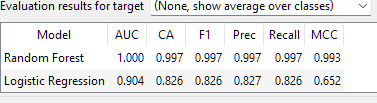 Evaluation results for target (None, show average over classes)
Model AUC CA F1 Prec Recall MCC
Random Forest 1.000 0.997 0.997 0.997 0.997 0.993
Logistic Regression 0.904 0.826 0.826 0.827 0.826 0.652